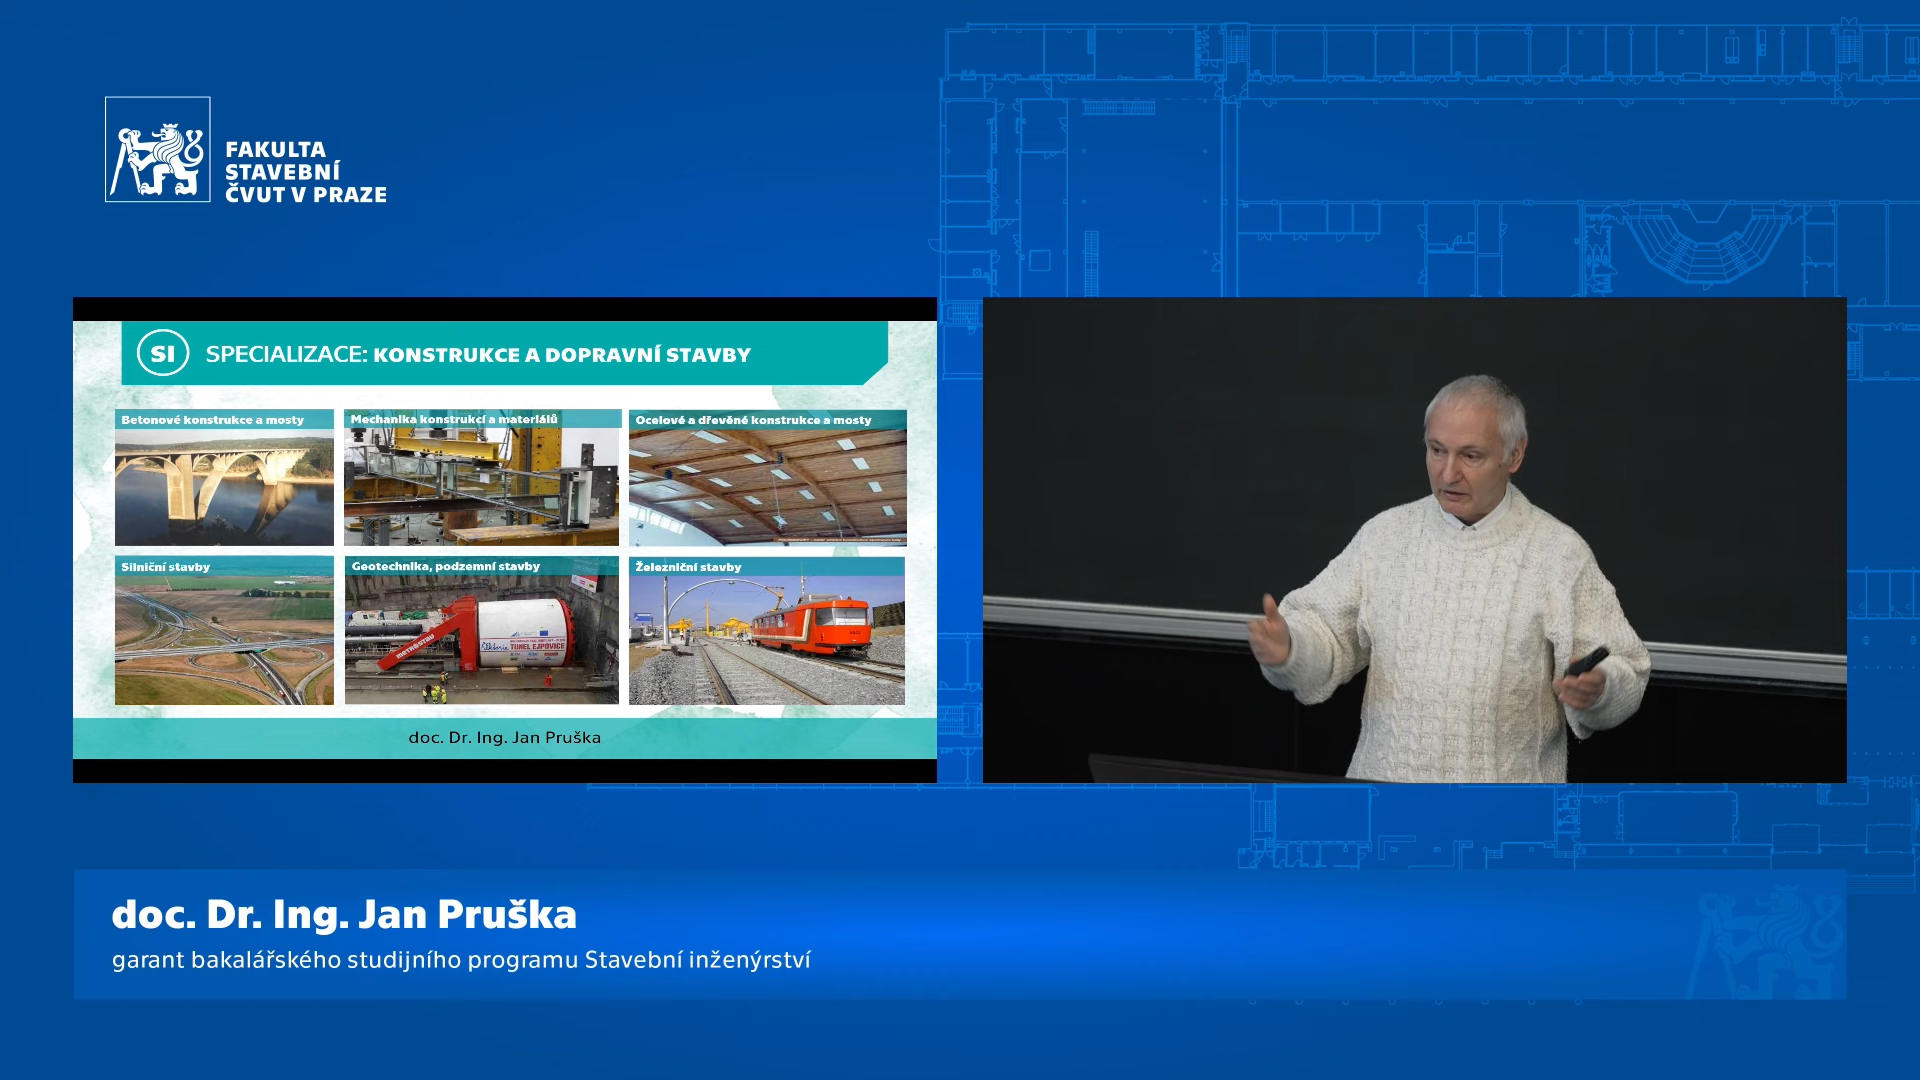 FAKULTA
STAVEBNÍ
ČVUT V PRAZE
SI
SPECIALIZACE: KONSTRUKCE A DOPRAVNÍ STAVBY
Betonové konstrukce a mosty
Mechanika konstrukcí a materiálů
Ocelové a dřevěné konstrukce a mosty
Silniční stavby
Geotechnika, podzemní stavby
Železniční stavby
METROSTAV
Viktorie
TUNEL EJPOVICE
doc. Dr. Ing. Jan Pruška
doc. Dr. Ing. Jan Pruška
garant bakalářského studijního programu Stavební inženýrství